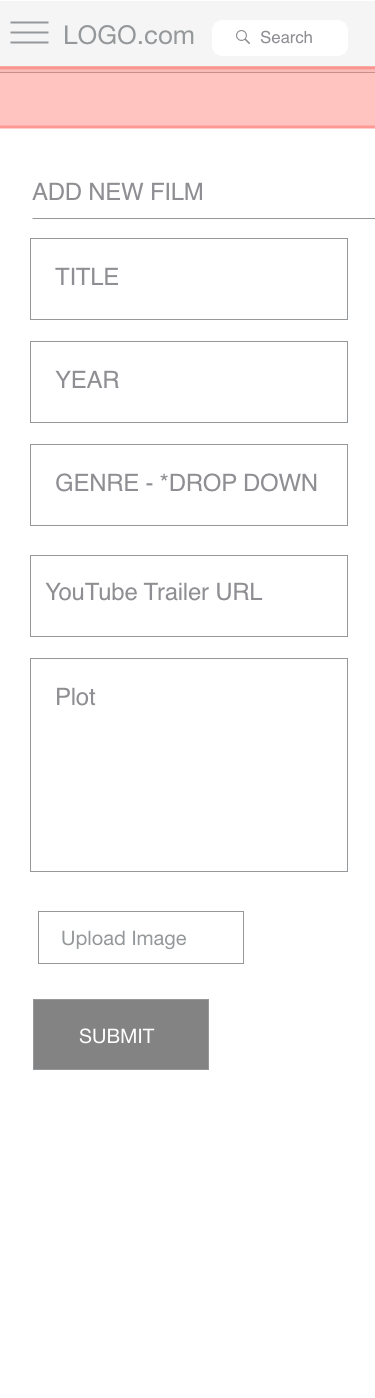 LOGO.com
Search
ADD NEW FILM
TITLE
YEAR
GENRE - *DROP DOWN
YouTube Trailer URL
Plot
Upload Image
SUBMIT